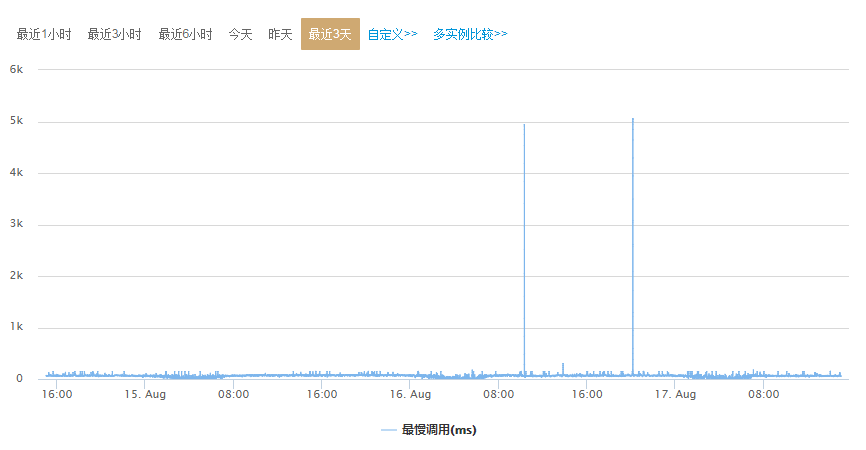 最近1小时 最近3小时 最近6小时 今天 昨天 最近3天 自定义>> 多实例比较>>
6k
5k
4k
3k
2k
1k
0
16:00 15. Aug 08:00 16:00 16. Aug 08:00 16:00 17. Aug 08:00
最慢调用(ms)